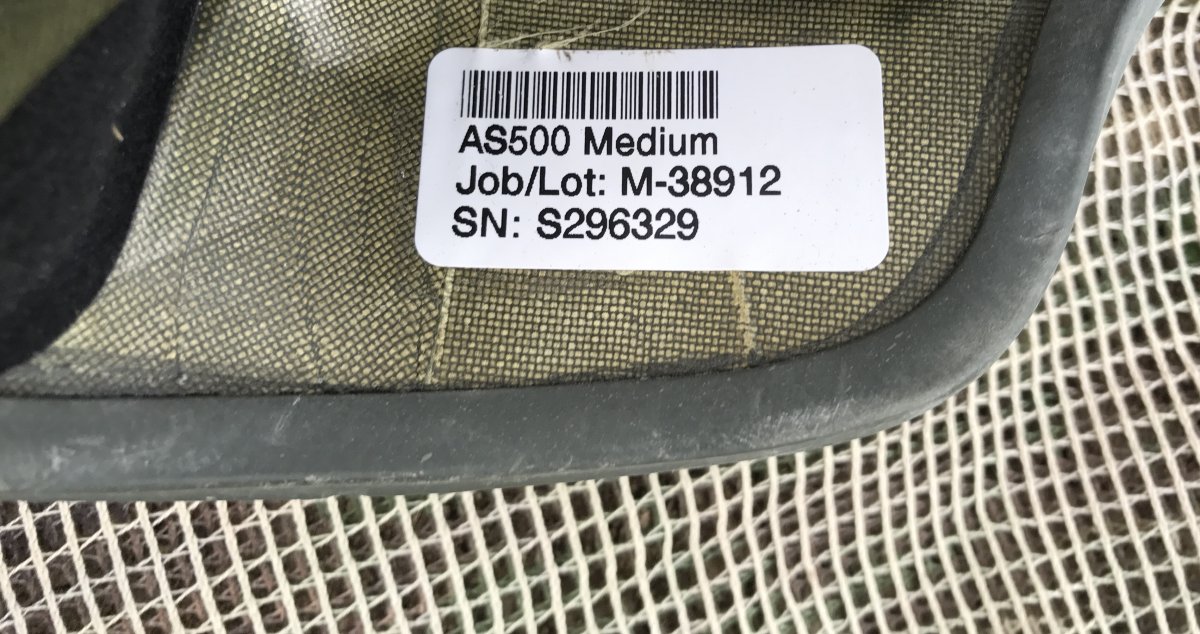 AS500 Medium
Job/Lot: M-38912
SN: S296329